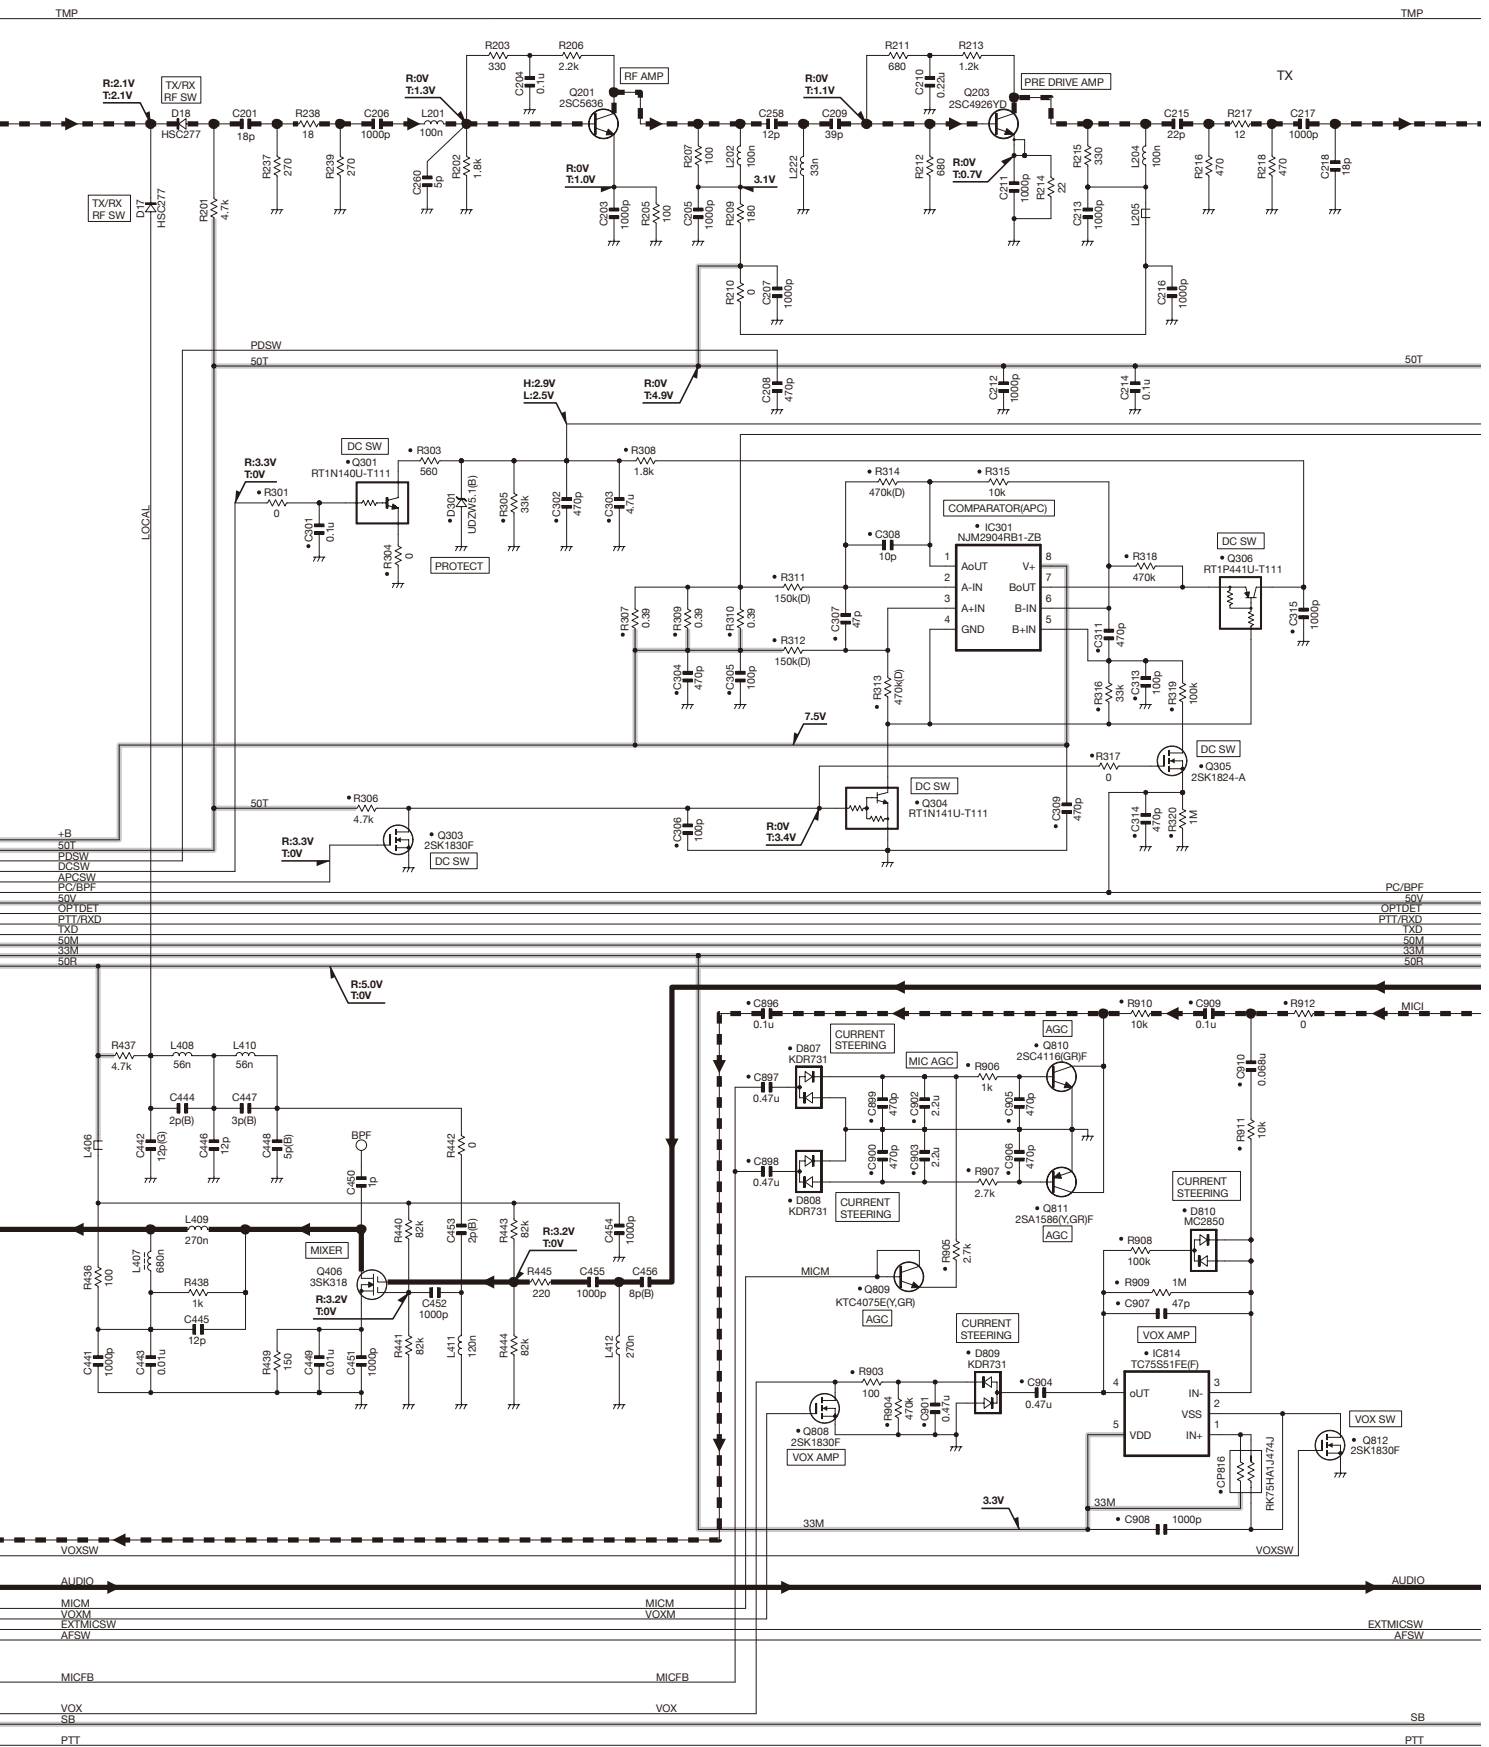 TMP TMP
R:2.1V
T:2.1V
TX/RX
RF SW
D18
HSC277
C201
18p
R238
18
C206
1000p
L201
100n
R:0V
T:1.3V
R203
330
C204
0.1u
R206
2.2k
Q201
2SC5636
RF AMP
R:0V
T:1.1V
R211
680
C210
0.22u
R213
1.2k
Q203
2SC4926YD
PRE DRIVE AMP
TX
C258
12p
C209
39p
C215
22p
R217
12
C217
1000p
R237
270
R239
270
C260
5p
R202
1.8k
R:0V
T:1.0V
R207
100
L202
100n
3.1V
L222
33n
R212
680
R:0V
T:0.7V
C211
1000p
R214
22
R215
330
L204
100n
R216
470
R218
470
C218
18p
TX/RX
RF SW
D17
HSC277
R201
4.7k
C203
1000p
R205
100
C205
1000p
R209
180
C213
1000p
L205
R210
0
C207
1000p
C216
1000p
PDSW
50T 50T
H:2.9V
L:2.5V
R:0V
T:4.9V
C208
470p
C212
1000p
C214
0.1u
R:3.3V
T:0V
DC SW
• Q301
RT1N140U-T111
• R303
560
• R308
1.8k
• R301
0
• C301
0.1u
• R304
0
• D301
UDZW5.1(B)
• R305
33k
• C302
470p
• C303
4.7u
PROTECT
LOCAL
• R314
470k(D)
• R315
10k
COMPARATOR(APC)
• IC301
NJM2904RB1-ZB
• C308
10p
1 AoUT V+ 8
2 A-IN BoUT 7
3 A+IN B-IN 6
4 GND B+IN 5
• R318
470k
DC SW
• Q306
RT1P441U-T111
• R311
150k(D)
• R307
0.39
• R309
0.39
• R310
0.39
• R312
150k(D)
• C307
47p
• C311
470p
• C315
1000p
• C304
470p
• C305
100p
• R313
470k(D)
• R316
33k
• C313
100p
• R319
100k
7.5V
• R317
0
DC SW
• Q305
2SK1824-A
50T
• R306
4.7k
• Q303
2SK1830F
DC SW
R:3.3V
T:0V
• C306
100p
R:0V
T:3.4V
DC SW
• Q304
RT1N141U-T111
• C309
470p
• C314
470p
• R320
1M
+B
50T
PDSW
DCSW
APCSW
PC/BPF PC/BPF
50V 50V
OPTDET OPTDET
PTT/RXD PTT/RXD
TXD TXD
50M 50M
33M 33M
50R 50R
R:5.0V
T:0V
R437
4.7k
L408
56n
L410
56n
C444
2p(B)
C447
3p(B)
L406
C442
12p(G)
C446
12p
C448
5p(B)
BPF
C450
1p
R442
0
L409
270n
MIXER
Q406
3SK318
R:3.2V
T:0V
R440
82k
C453
2p(B)
R443
82k
R:3.2V
T:0V
C454
1000p
L407
680n
R436
100
R438
1k
C445
12p
C452
1000p
R445
220
C455
1000p
C456
8p(B)
C441
1000p
C443
0.01u
R439
150
C449
0.01u
C451
1000p
R441
82k
L411
120n
R444
82k
L412
270n
• C896
0.1u
CURRENT
STEERING
• D807
KDR731
AGC
• Q810
2SC4116(GR)F
• R910
10k
• C909
0.1u
• R912
0
MICI
MIC AGC
• R906
1k
• C897
0.47u
• C899
470p
• C902
2.2u
• C905
470p
• C910
0.068u
• C898
0.47u
• C900
470p
• C903
2.2u
• C906
470p
• R911
10k
• D808
KDR731
CURRENT
STEERING
• R907
2.7k
• Q811
2SA1586(Y,GR)F
AGC
CURRENT
STEERING
• D810
MC2850
• R905
2.7k
• R908
100k
• R909 1M
• C907 47p
MICM
• Q809
KTC4075E(Y,GR)
AGC
CURRENT
STEERING
• D809
KDR731
VOX AMP
• IC814
TC75S51FE(F)
• R903
100
• R904
470k
• C901
0.47u
• C904
0.47u
4 oUT IN- 3
VSS 2
5 VDD IN+ 1
• Q808
2SK1830F
VOX AMP
VOX SW
• Q812
2SK1830F
• CP816
RK75HA1J474J
3.3V
33M
33M
• C908 1000p
VOXSW VOXSW
AUDIO AUDIO
MICM MICM
VOXM VOXM
EXTMICSW EXTMICSW
AFSW AFSW
MICFB MICFB
VOX VOX
SB SB
PTT PTT